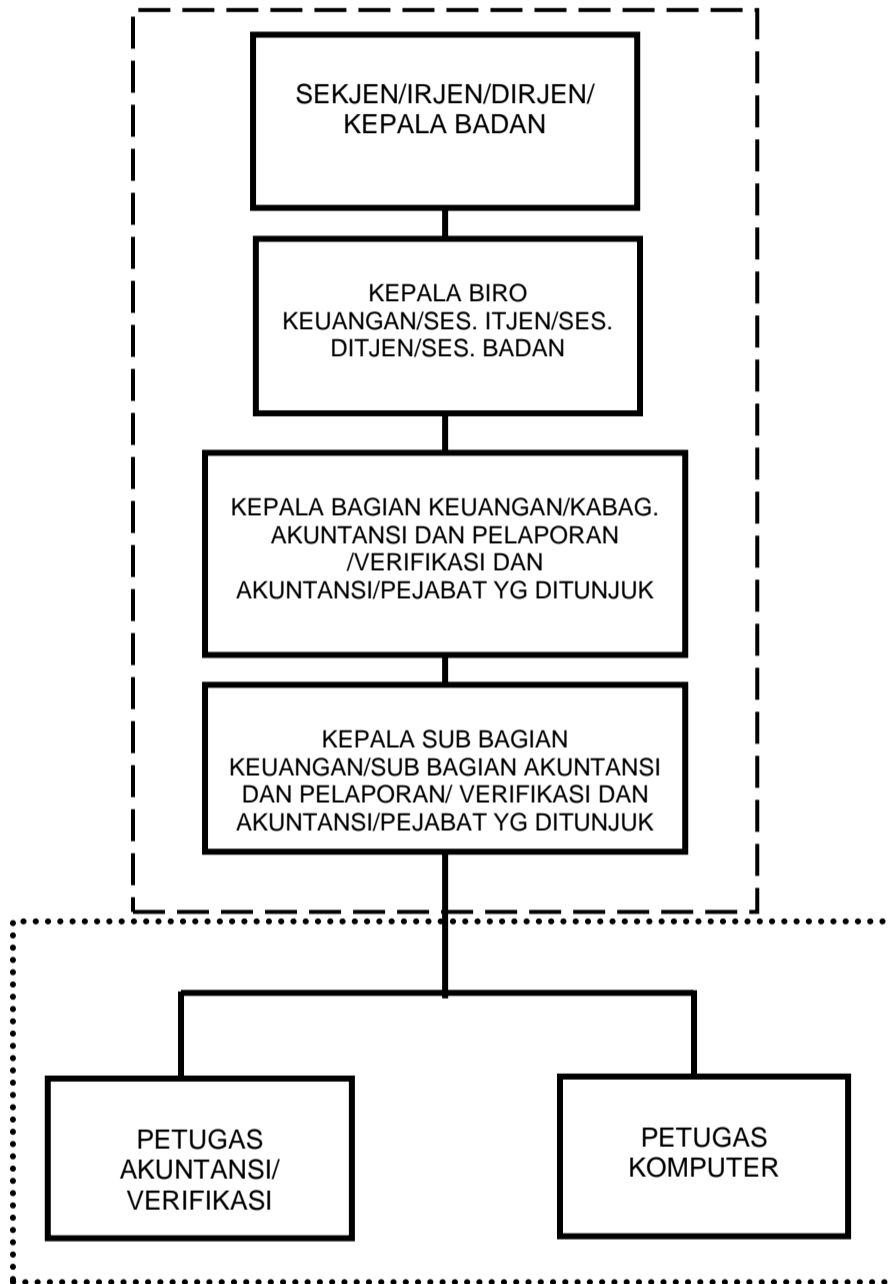 SEKJEN/IRJEN/DIRJEN/
KEPALA BADAN
KEPALA BIRO
KEUANGAN/SES. ITJEN/SES.
DITJEN/SES. BADAN
KEPALA BAGIAN KEUANGAN/KABAG.
AKUNTANSI DAN PELAPORAN
/VERIFIKASI DAN
AKUNTANSI/PEJABAT YG DITUNJUK
KEPALA SUB BAGIAN
KEUANGAN/SUB BAGIAN AKUNTANSI
DAN PELAPORAN/ VERIFIKASI DAN
AKUNTANSI/PEJABAT YG DITUNJUK
PETUGAS
AKUNTANSI/
VERIFIKASI
PETUGAS
KOMPUTER